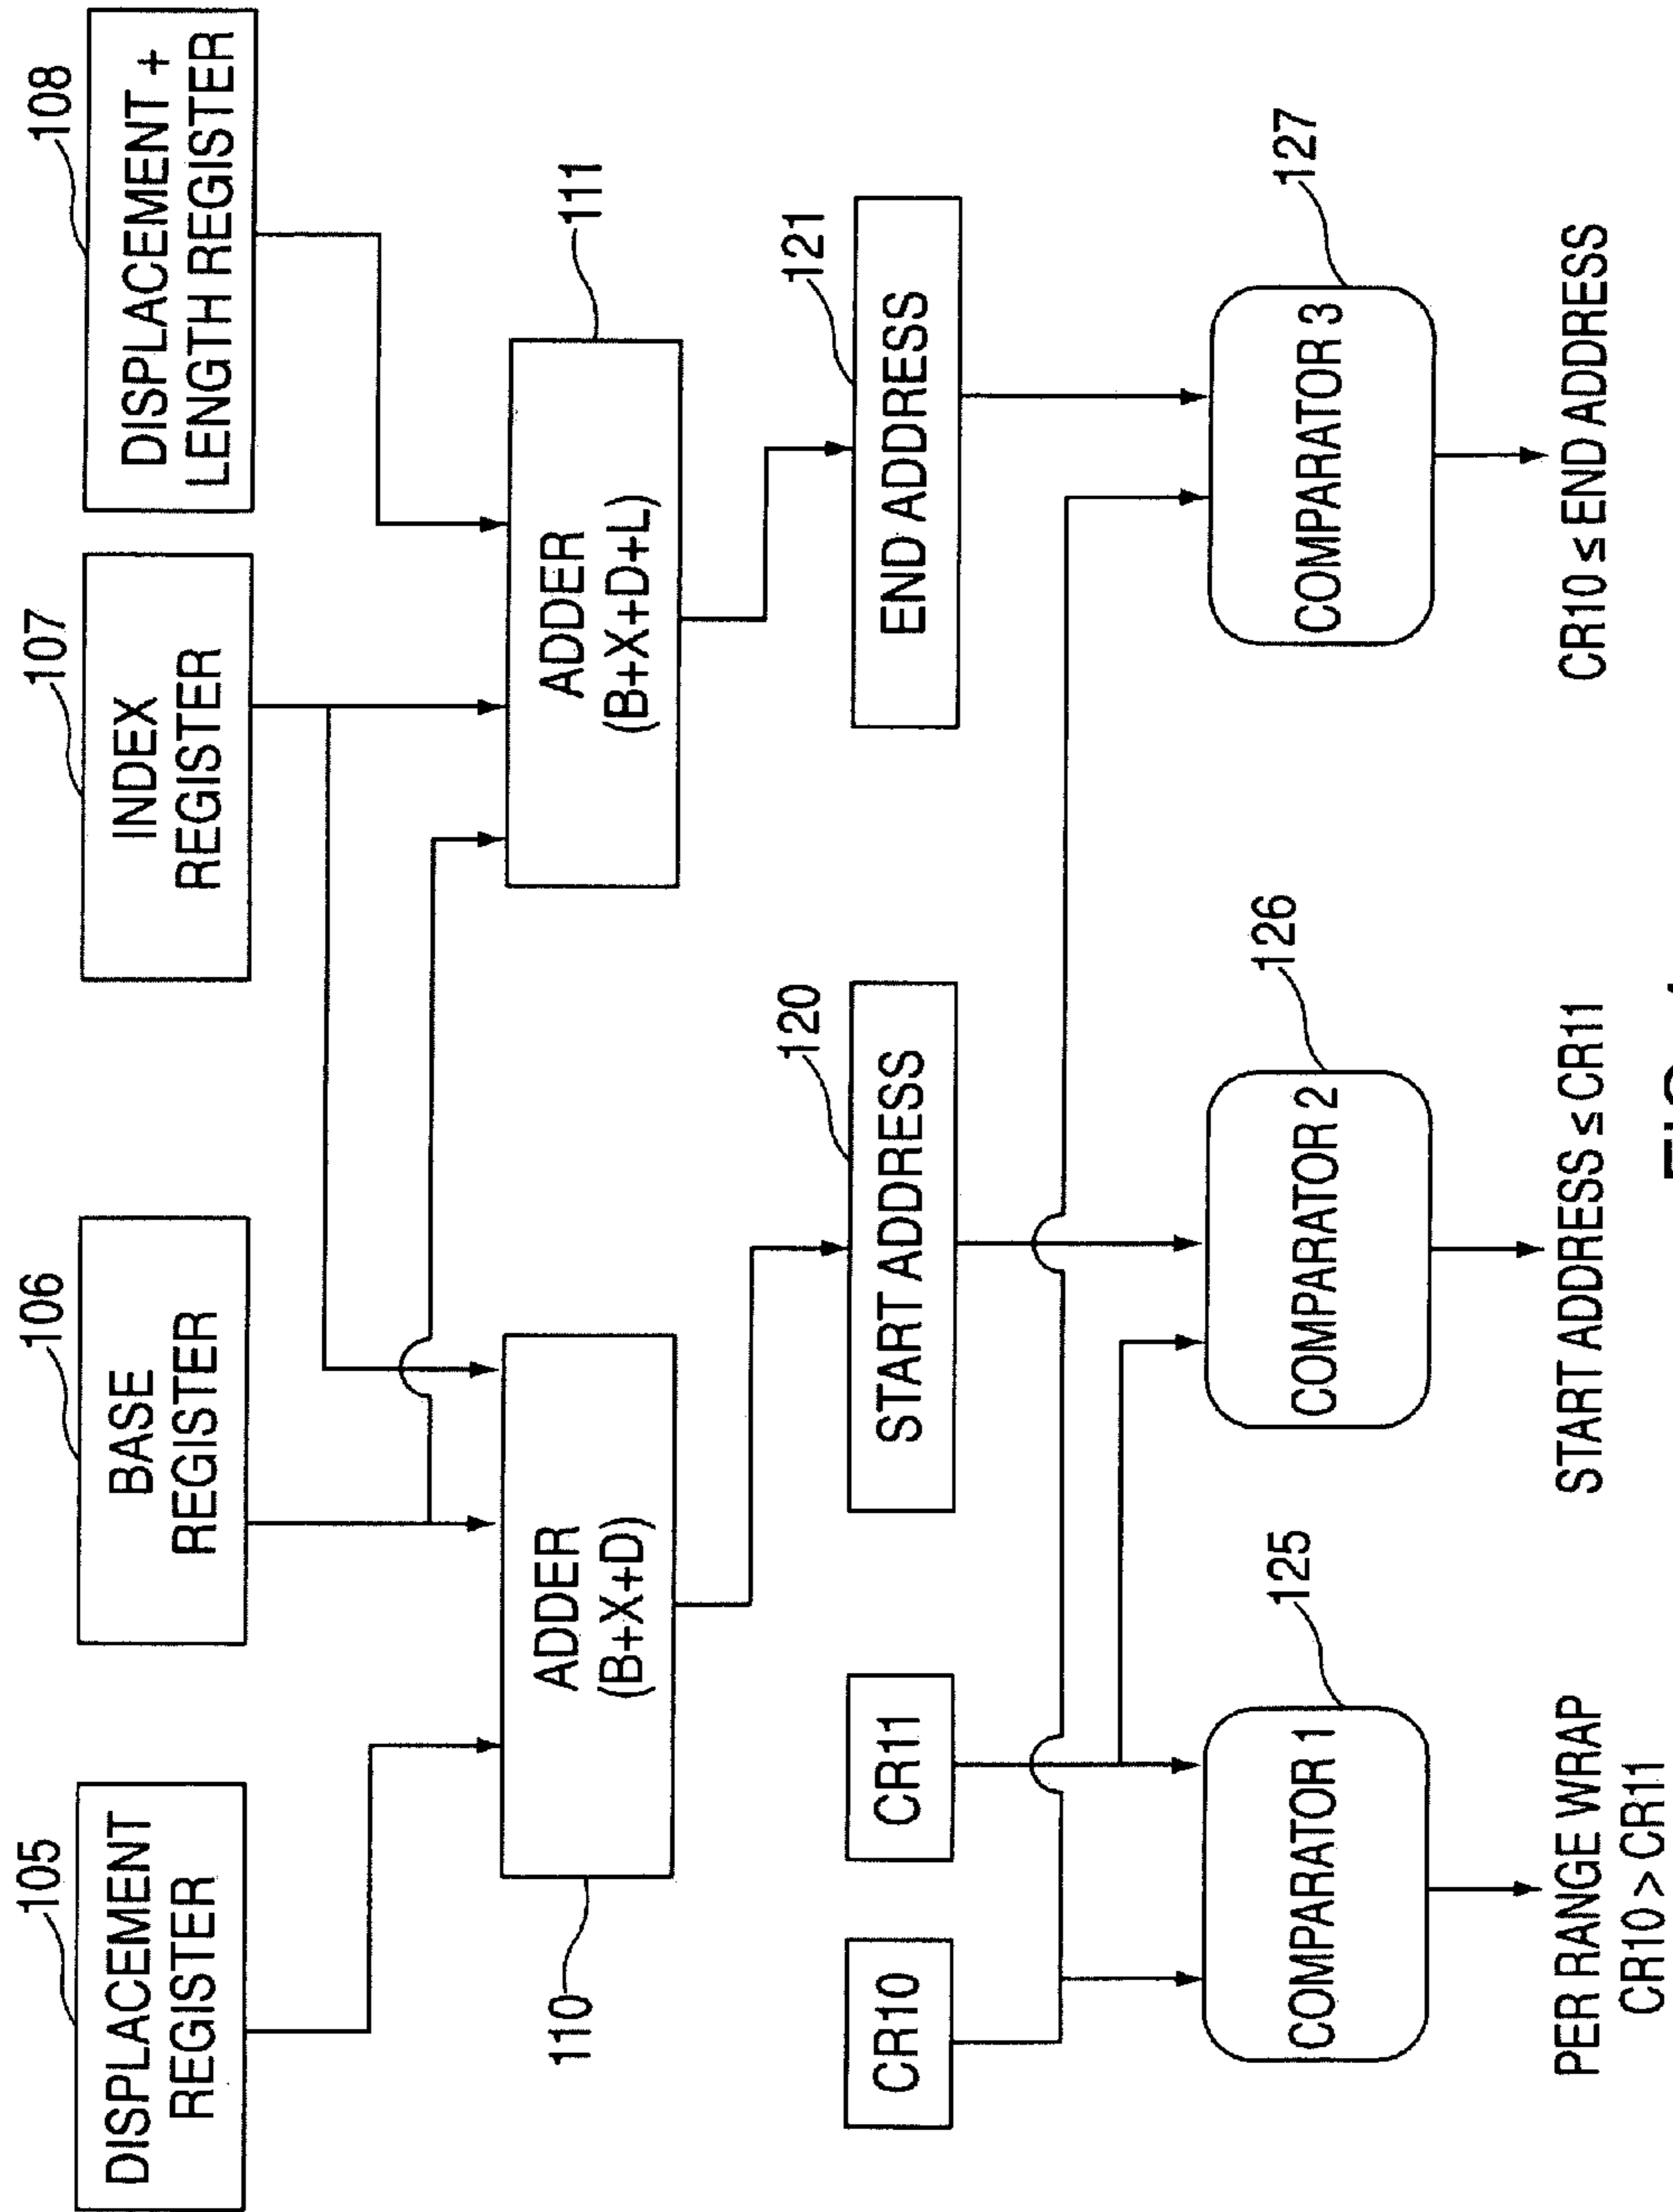 105
DISPLACEMENT
REGISTER
106
BASE
REGISTER
107
INDEX
REGISTER
108
DISPLACEMENT +
LENGTH REGISTER
110
ADDER
(B+X+D)
ADDER
(B+X+D+L)
111
CR10
CR11
START ADDRESS
120
END ADDRESS
121
COMPARATOR 1
125
COMPARATOR 2
126
COMPARATOR 3
127
PER RANGE WRAP
CR10 > CR11
START ADDRESS ≤ CR11
CR10 ≤ END ADDRESS